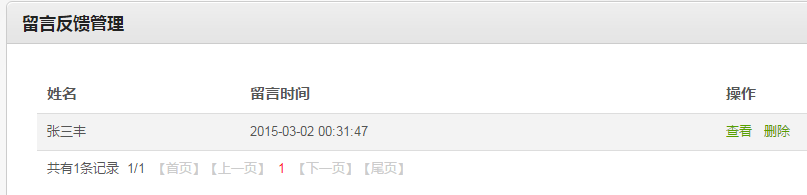 留言反馈管理
姓名 留言时间 操作
张三丰 2015-03-02 00:31:47 查看 删除
共有1条记录 1/1 【首页】【上一页】 1 【下一页】【尾页】